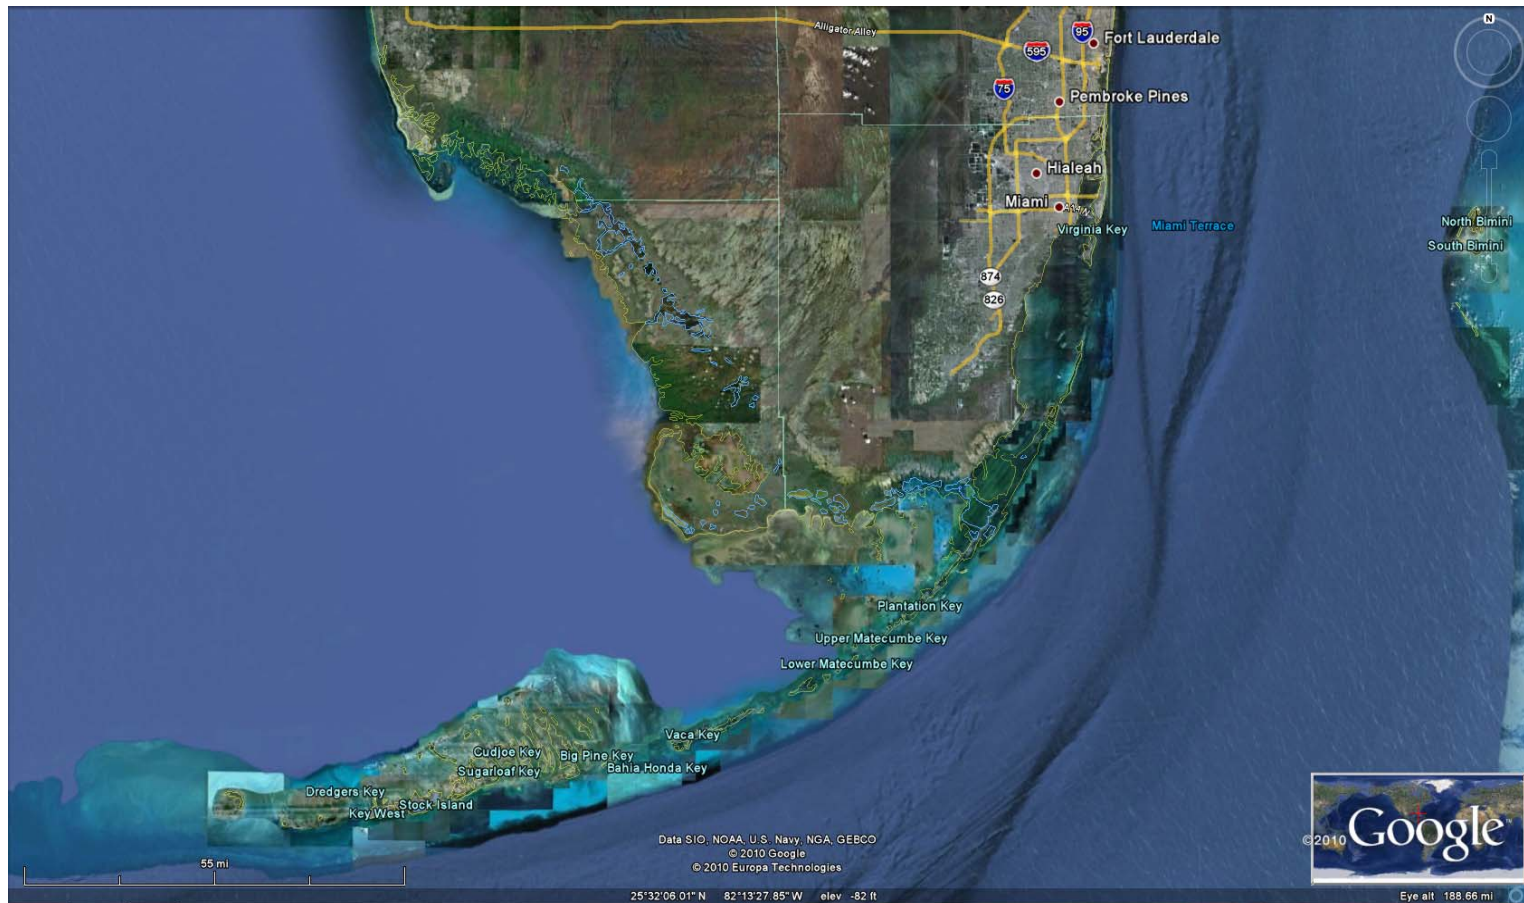 N
Alligator Alley
95
Fort Lauderdale
595
75
Pembroke Pines
Hialeah
Miami
Virginia Key
Miami Terrace
North Bimini
South Bimini
874
826
Plantation Key
Upper Matecumbe Key
Lower Matecumbe Key
Vaca Key
Cudjoe Key
Big Pine Key
Sugarloaf Key
Bahia Honda Key
Dredgers Key
Stock Island
Key West
55 mi
Data SIO, NOAA, U.S. Navy, NGA, GEBCO
© 2010 Google
© 2010 Europa Technologies
©2010 Google™
25°32'06.01" N 82°13'27.85" W elev -82 ft
Eye alt 188.66 mi